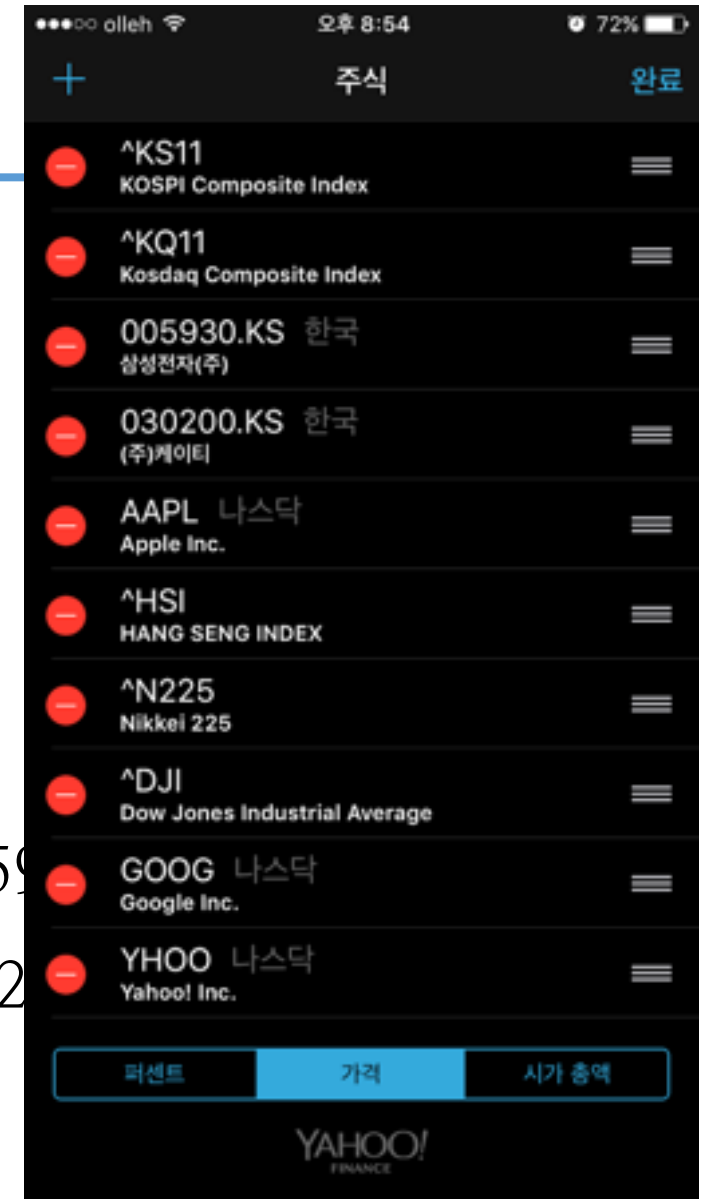 olleh 오후 8:54 72%
주식 완료
^KS11
KOSPI Composite Index
^KQ11
Kosdaq Composite Index
005930.KS 한국
삼성전자(주)
030200.KS 한국
(주)케이티
AAPL 나스닥
Apple Inc.
^HSI
HANG SENG INDEX
^N225
Nikkei 225
^DJI
Dow Jones Industrial Average
59
GOOG 나스닥
Google Inc.
2
YHOO 나스닥
Yahoo! Inc.
퍼센트 가격 시가 총액
YAHOO!
FINANCE